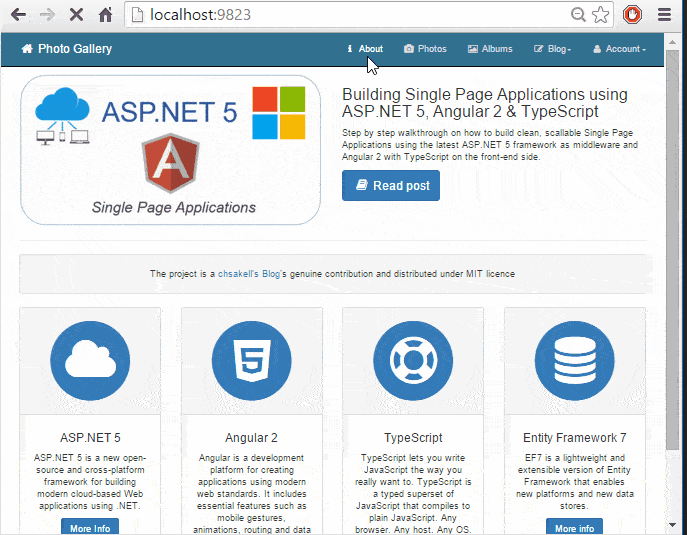 localhost:9823
Photo Gallery
About
Photos
Albums
Blog
Account
ASP.NET 5
Single Page Applications
Building Single Page Applications using
ASP.NET 5, Angular 2 & TypeScript
Step by step walkthrough on how to build clean, scallable Single Page
Applications using the latest ASP.NET 5 framework as middleware and
Angular 2 with TypeScript on the front-end side.
Read post
The project is a chsakell's Blog's genuine contribution and distributed under MIT licence
ASP.NET 5
ASP.NET 5 is a new open-
source and cross-platform
framework for building
modern cloud-based Web
applications using .NET.
More Info
Angular 2
Angular is a development
platform for creating
applications using modern
web standards. It includes
essential features such as
mobile gestures,
animations, routing and data
TypeScript
TypeScript lets you write
JavaScript the way you
really want to. TypeScript is
a typed superset of
JavaScript that compiles to
plain JavaScript. Any
browser. Any host. Any OS.
Entity Framework 7
EF7 is a lightweight and
extensible version of Entity
Framework that enables
new platforms and new data
stores.
More info